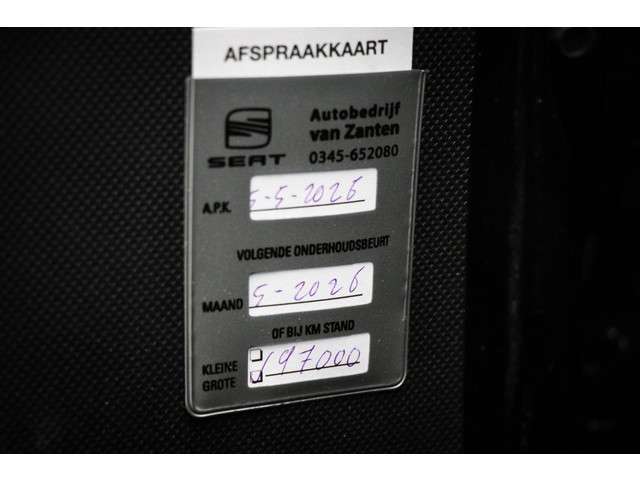 AFSPRAAKKAART
Autobedrijf
van Zanten
SEAT
0345-652080
A.P.K.
5-5-2026
VOLGENDE ONDERHOUDSBEURT
MAAND
5-2026
OF BIJ KM STAND
KLEINE
GROTE
197000